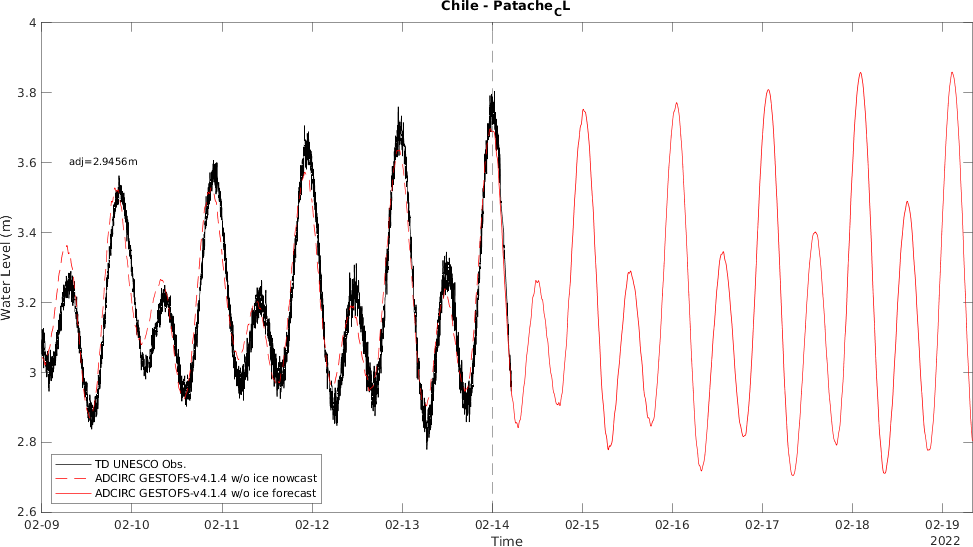 Chile - Patache_CL
4
3.8
3.6
3.4
3.2
3
2.8
2.6
Water Level (m)
adj=2.9456m
TD UNESCO Obs.
ADCIRC GESTOFS-v4.1.4 w/o ice nowcast
ADCIRC GESTOFS-v4.1.4 w/o ice forecast
02-09 02-10 02-11 02-12 02-13 02-14 02-15 02-16 02-17 02-18 02-19
Time
2022